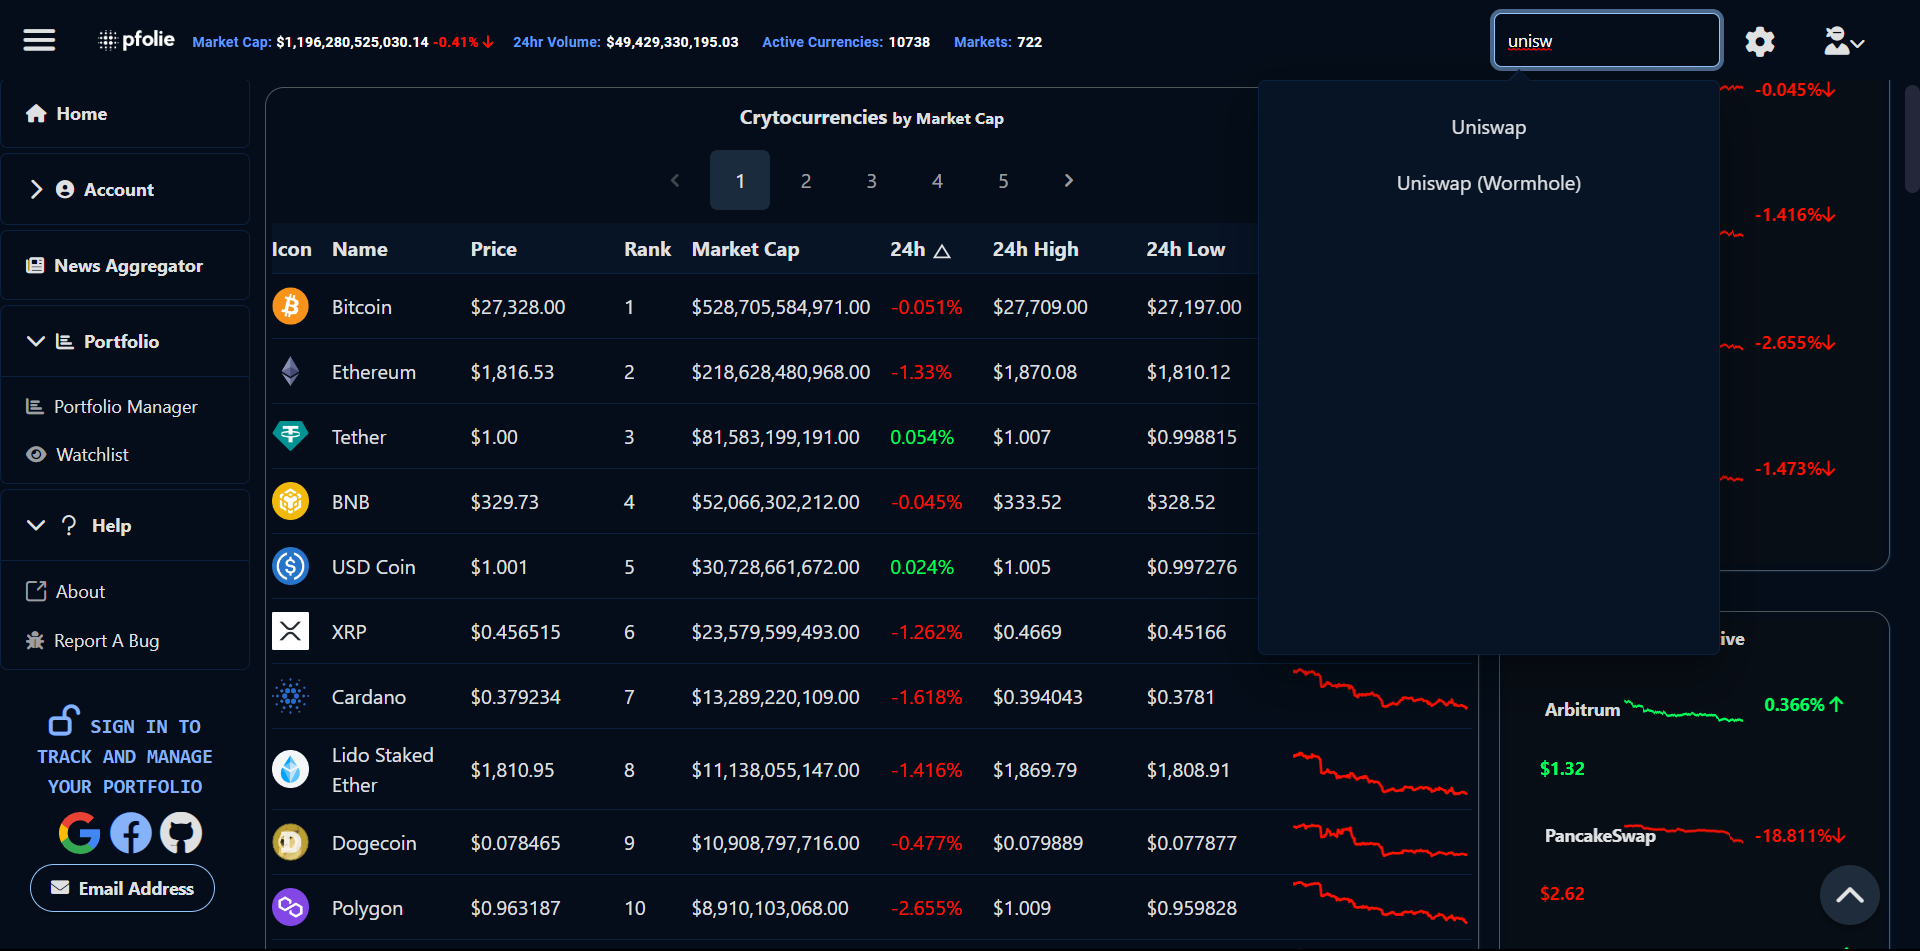 pfolie Market Cap: $1,196,280,525,030.14 -0.41% 24hr Volume: $49,429,330,195.03 Active Currencies: 10738 Markets: 722
unisw
Home
Account
News Aggregator
Portfolio
Portfolio Manager
Watchlist
? Help
About
Report A Bug
SIGN IN TO
TRACK AND MANAGE
YOUR PORTFOLIO
Email Address
Crytocurrencies by Market Cap
1 2 3 4 5
Icon Name Price Rank Market Cap 24h △ 24h High 24h Low
Bitcoin $27,328.00 1 $528,705,584,971.00 -0.051% $27,709.00 $27,197.00
Ethereum $1,816.53 2 $218,628,480,968.00 -1.33% $1,870.08 $1,810.12
Tether $1.00 3 $81,583,199,191.00 0.054% $1.007 $0.998815
BNB $329.73 4 $52,066,302,212.00 -0.045% $333.52 $328.52
USD Coin $1.001 5 $30,728,661,672.00 0.024% $1.005 $0.997276
XRP $0.456515 6 $23,579,599,493.00 -1.262% $0.4669 $0.45166
Cardano $0.379234 7 $13,289,220,109.00 -1.618% $0.394043 $0.3781
Lido Staked
Ether $1,810.95 8 $11,138,055,147.00 -1.416% $1,869.79 $1,808.91
Dogecoin $0.078465 9 $10,908,797,716.00 -0.477% $0.079889 $0.077877
Polygon $0.963187 10 $8,910,103,068.00 -2.655% $1.009 $0.959828
Uniswap
Uniswap (Wormhole)
-0.045%↓
-1.416%↓
-2.655%↓
-1.473%↓
ive
Arbitrum 0.366%↑
$1.32
PancakeSwap -18.811%↓
$2.62